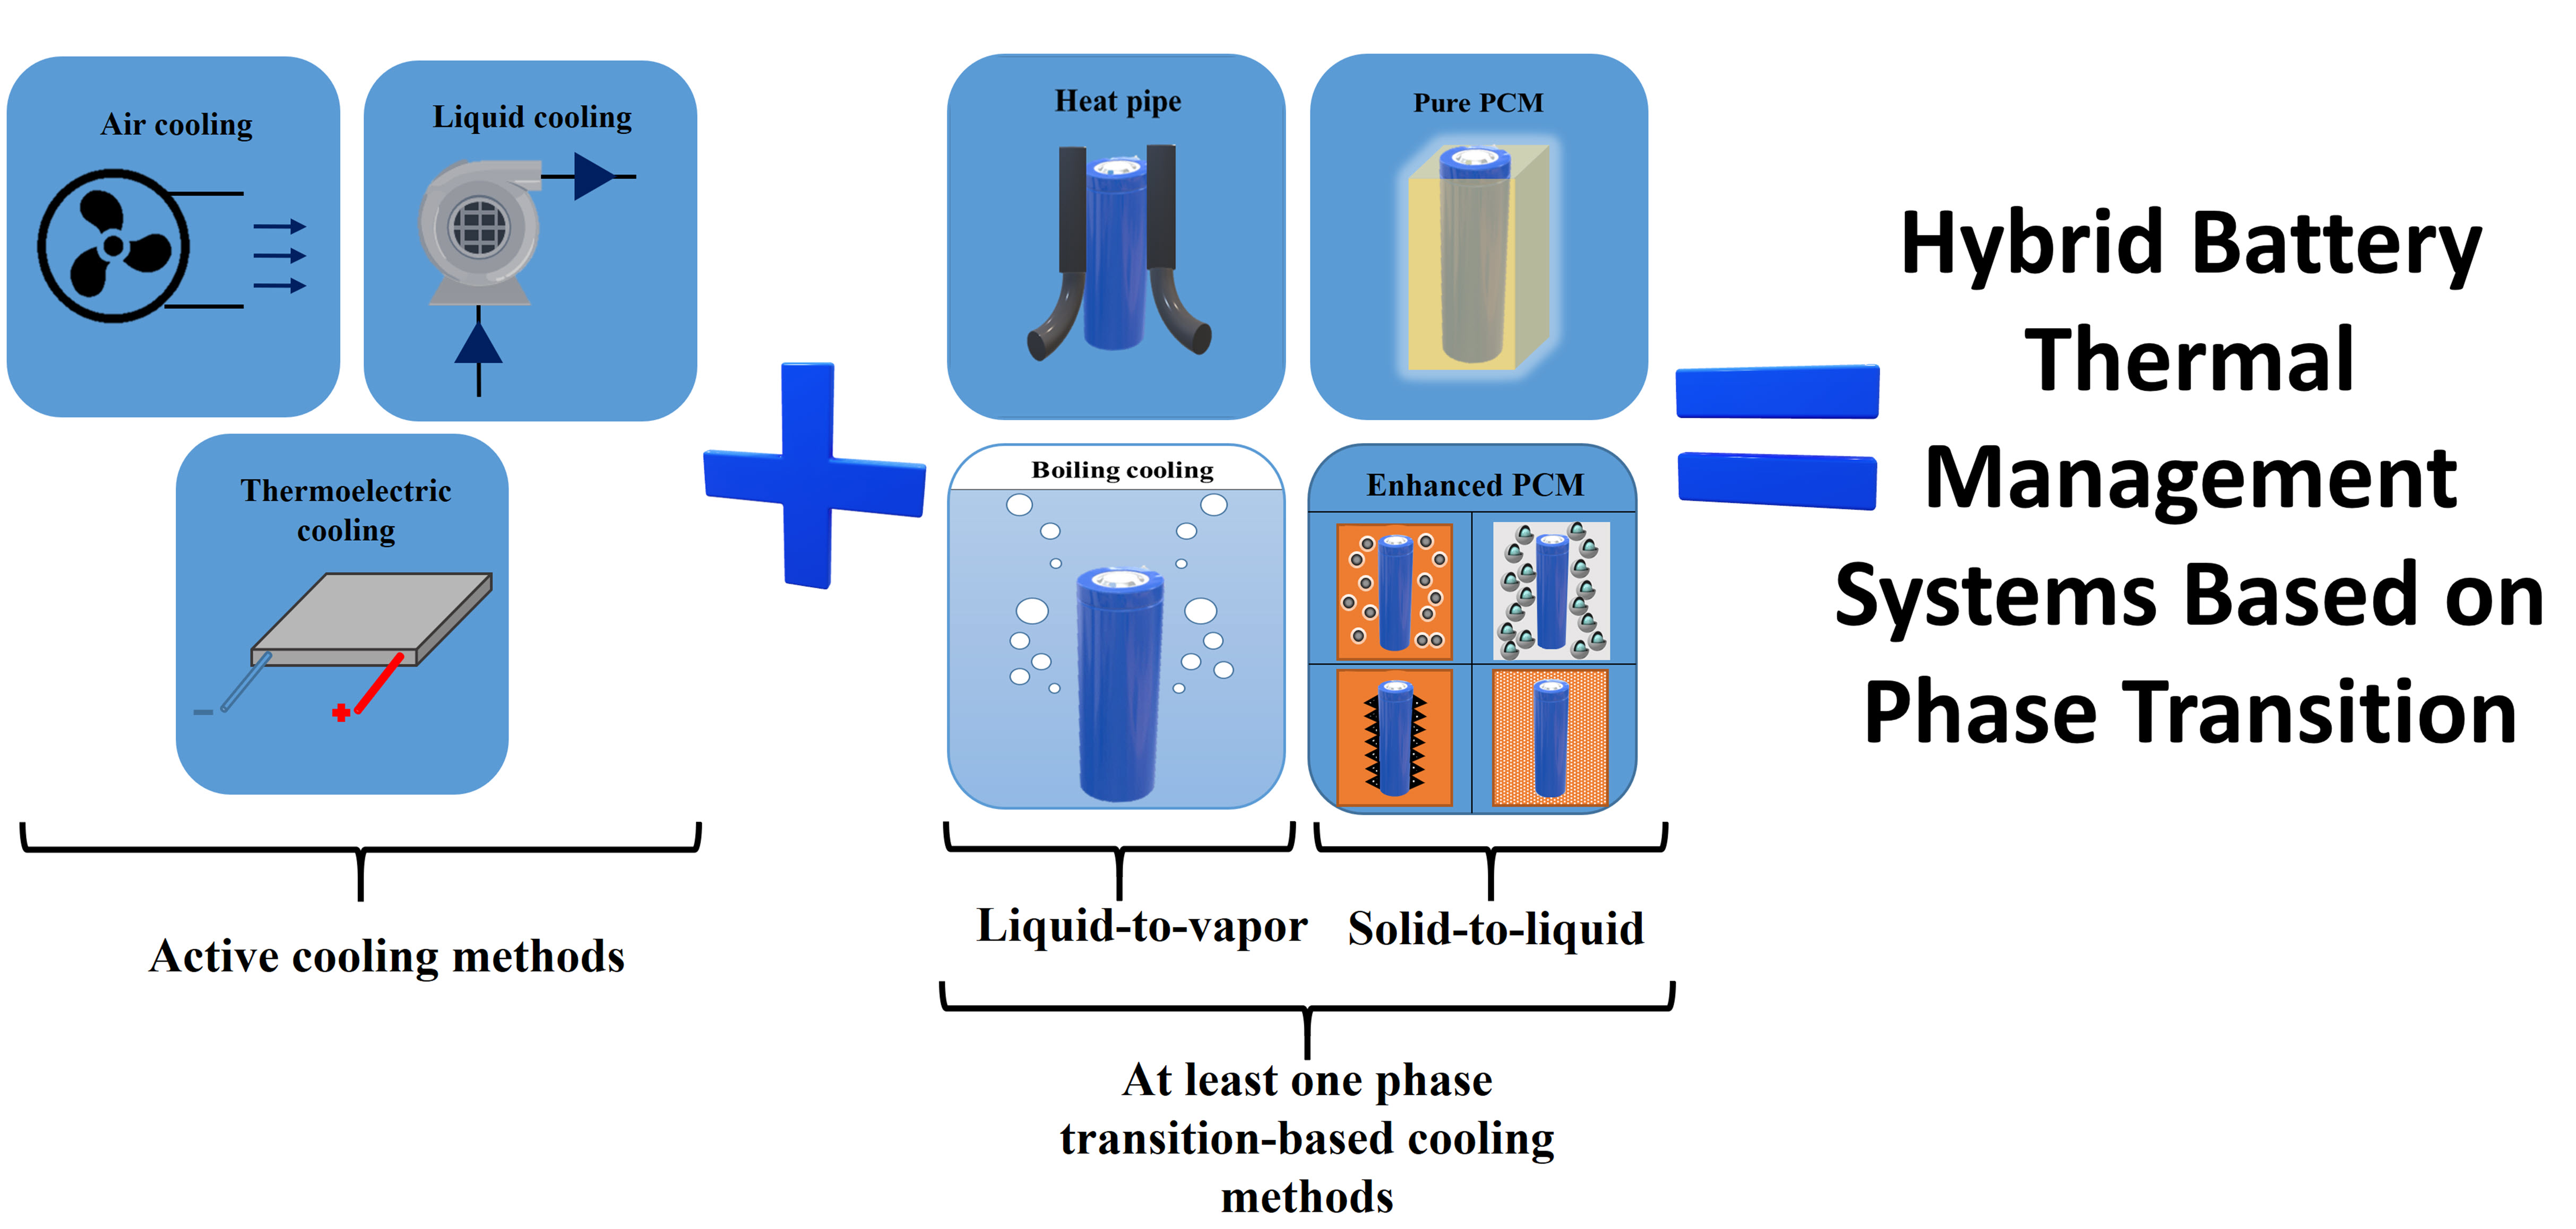 Air cooling
Liquid cooling
Thermoelectric
cooling
Active cooling methods
Heat pipe
Pure PCM
Boiling cooling
Enhanced PCM
Liquid-to-vapor
Solid-to-liquid
At least one phase
transition-based cooling
methods
Hybrid Battery
Thermal
Management
Systems Based on
Phase Transition